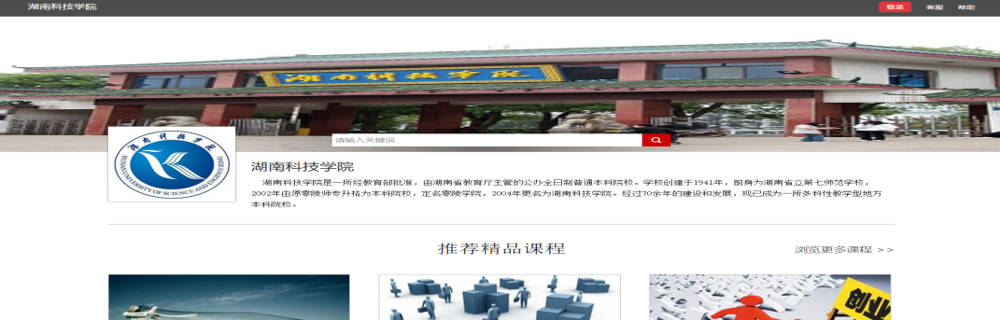 湖南科技学院
登录 客服 帮助
湖南科技学院
请输入关键词
湖南科技学院
HUNAN UNIVERSITY OF SCIENCE AND ENGINEERING
湖南科技学院
湖南科技学院是一所经教育部批准，由湖南省教育厅主管的公办全日制普通本科院校。学校创建于1941年，前身为湖南省立第七师范学校，
2002年由原零陵师专升格为本科院校，定名零陵学院，2004年更名为湖南科技学院。经过70余年的建设和发展，现已成为一所多科性教学型地方
本科院校。
推荐精品课程
浏览更多课程 >>
创业